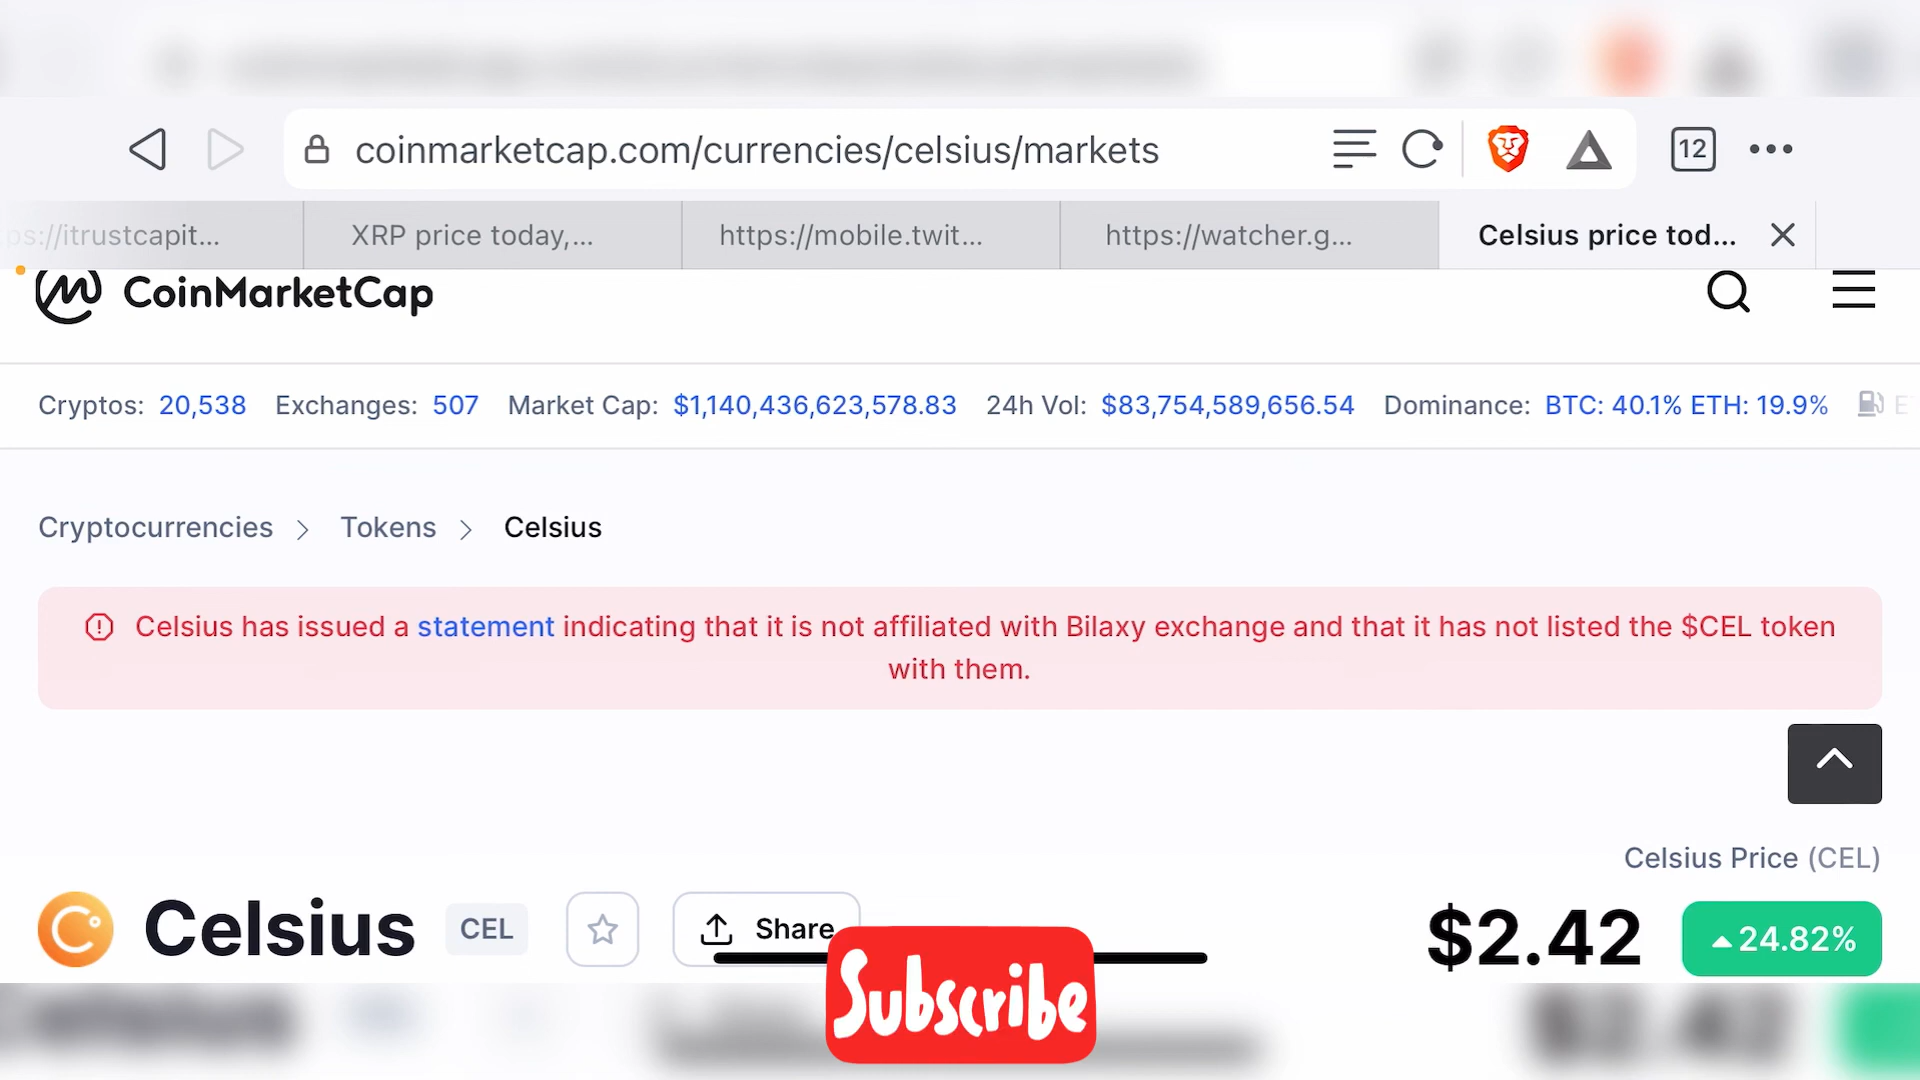 coinmarketcap.com/currencies/celsius/markets
12
ps://itrustcapit... XRP price today,... https://mobile.twit... https://watcher.g... Celsius price tod...
CoinMarketCap
Cryptos: 20,538 Exchanges: 507 Market Cap: $1,140,436,623,578.83 24h Vol: $83,754,589,656.54 Dominance: BTC: 40.1% ETH: 19.9%
Cryptocurrencies > Tokens > Celsius
Celsius has issued a statement indicating that it is not affiliated with Bilaxy exchange and that it has not listed the $CEL token
with them.
Celsius Price (CEL)
Celsius CEL Share $2.42 24.82%
Subscribe